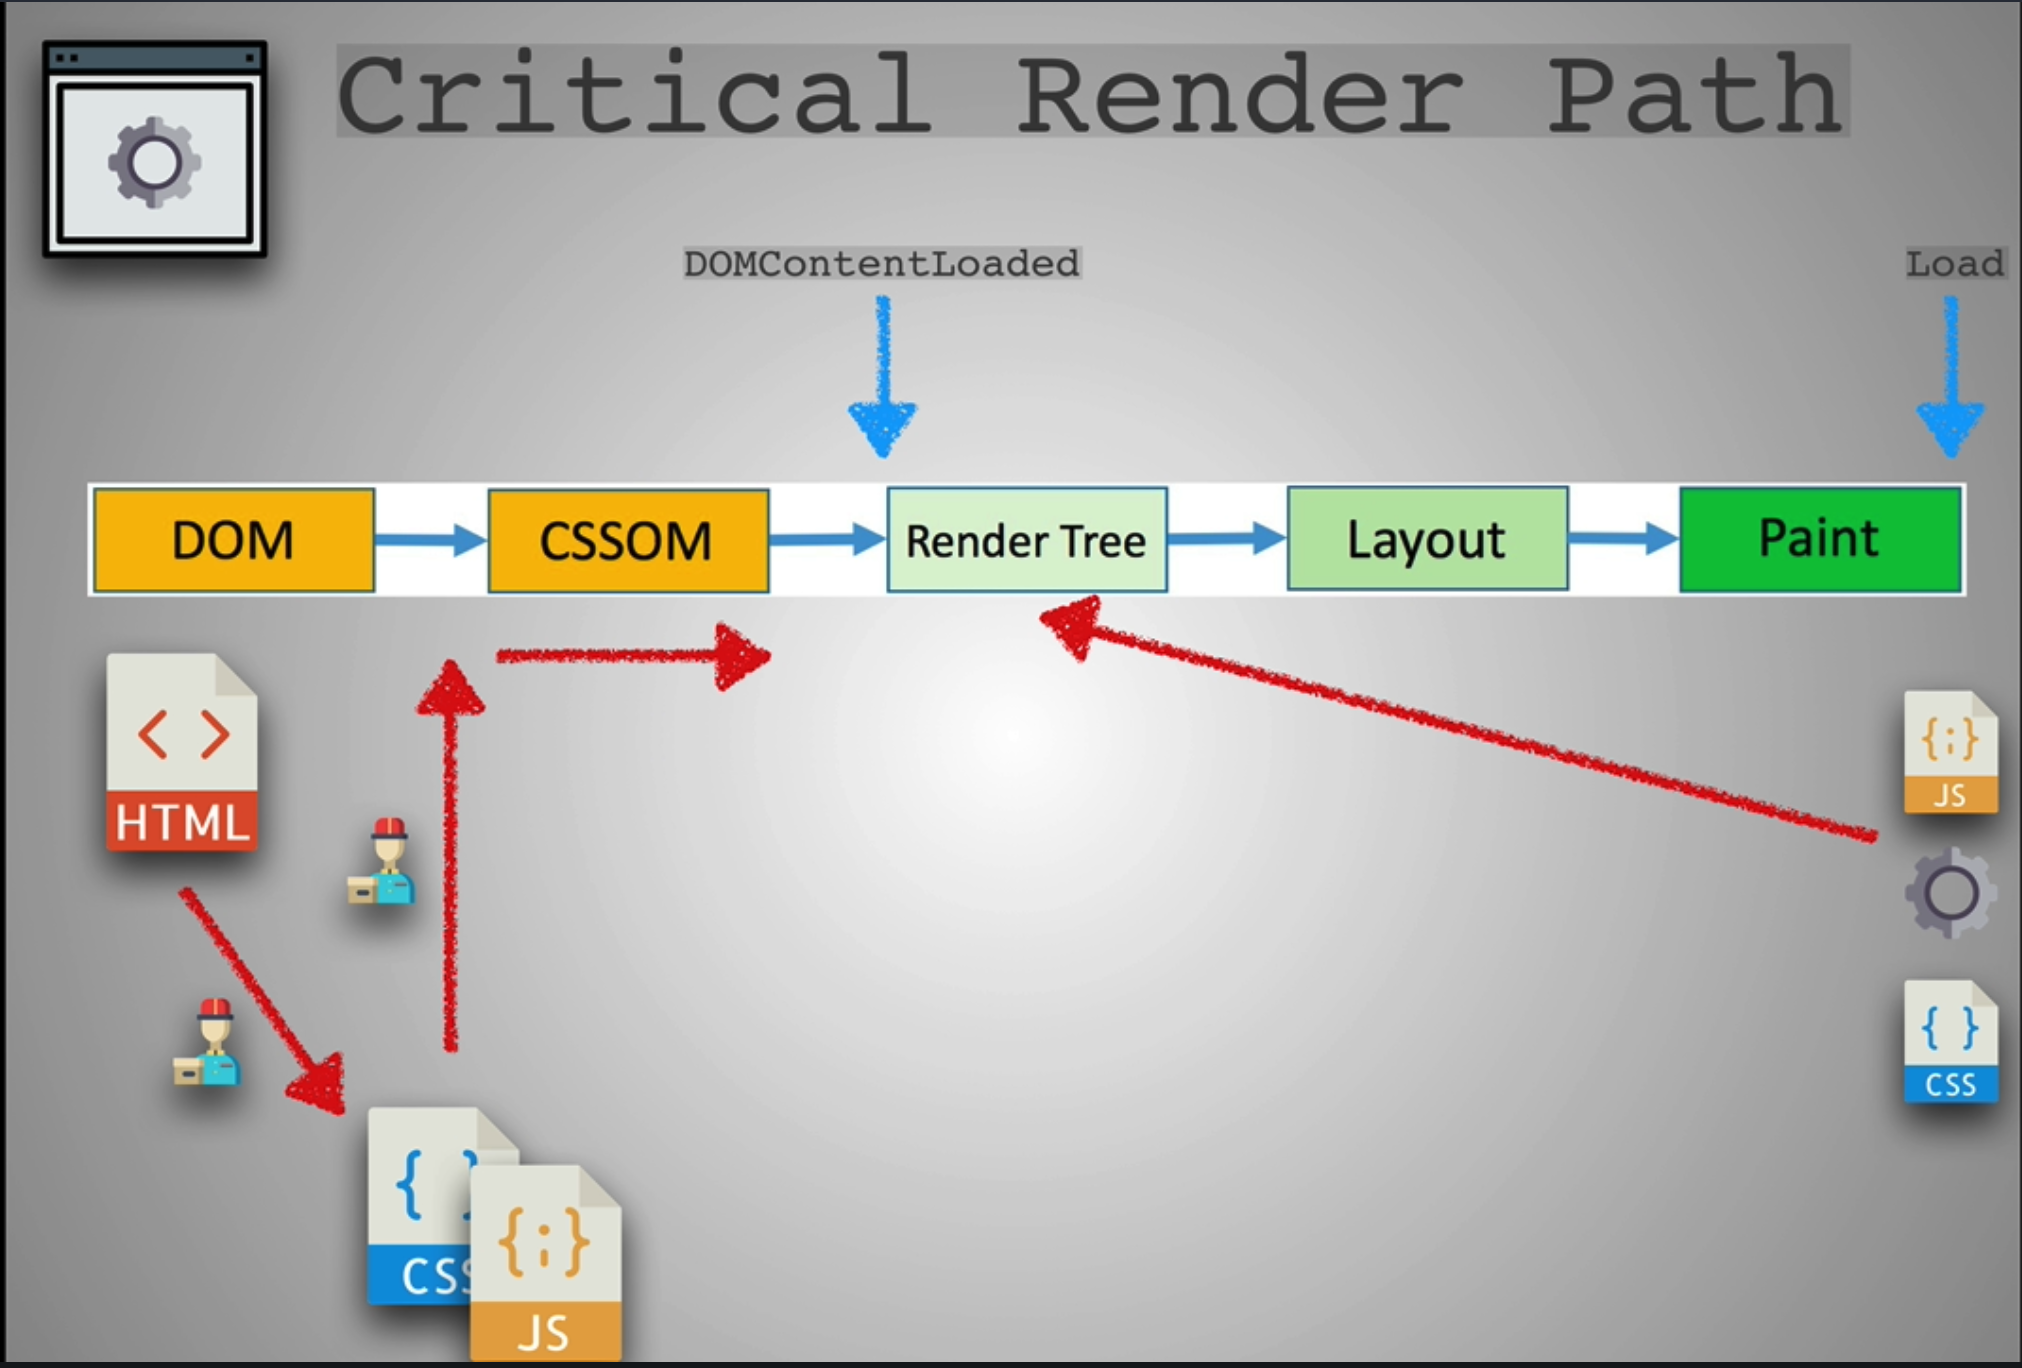 Critical Render Path
DOMContentLoaded
Load
DOM
CSSOM
Render Tree
Layout
Paint
< >
HTML
{:}
JS
{ }
CSS
{ }
CSS
{;}
JS